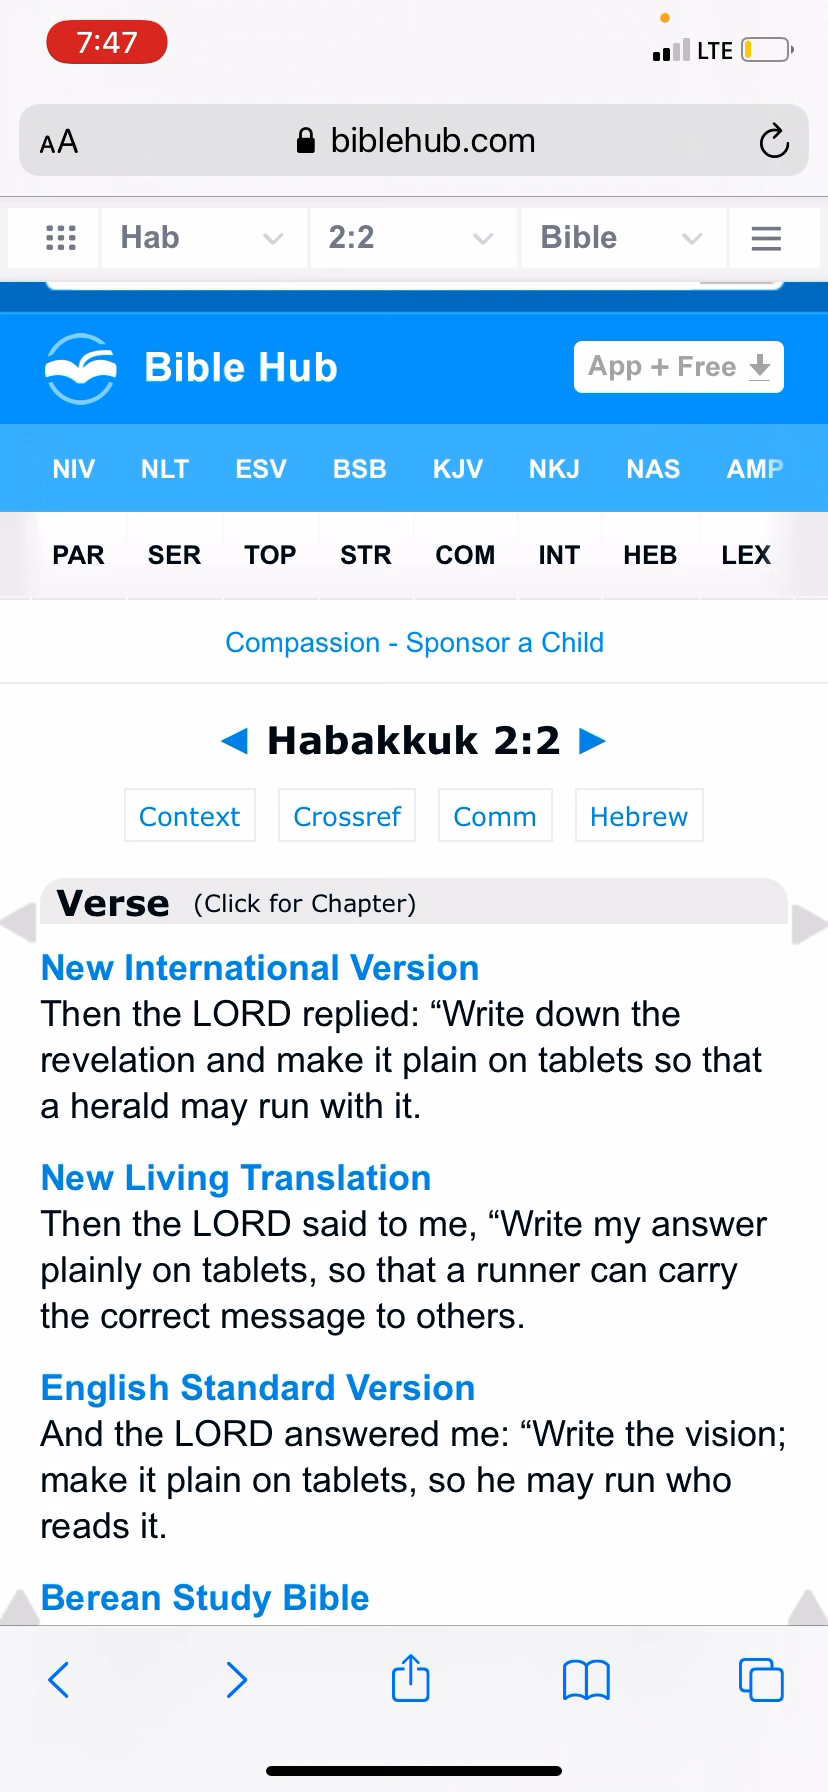 7:47
LTE
AA
biblehub.com
Hab
2:2
Bible
Bible Hub
App + Free
NIV NLT ESV BSB KJV NKJ NAS AMP
PAR SER TOP STR COM INT HEB LEX
Compassion - Sponsor a Child
Habakkuk 2:2
Context Crossref Comm Hebrew
Verse (Click for Chapter)
New International Version
Then the LORD replied: “Write down the
revelation and make it plain on tablets so that
a herald may run with it.
New Living Translation
Then the LORD said to me, “Write my answer
plainly on tablets, so that a runner can carry
the correct message to others.
English Standard Version
And the LORD answered me: “Write the vision;
make it plain on tablets, so he may run who
reads it.
Berean Study Bible